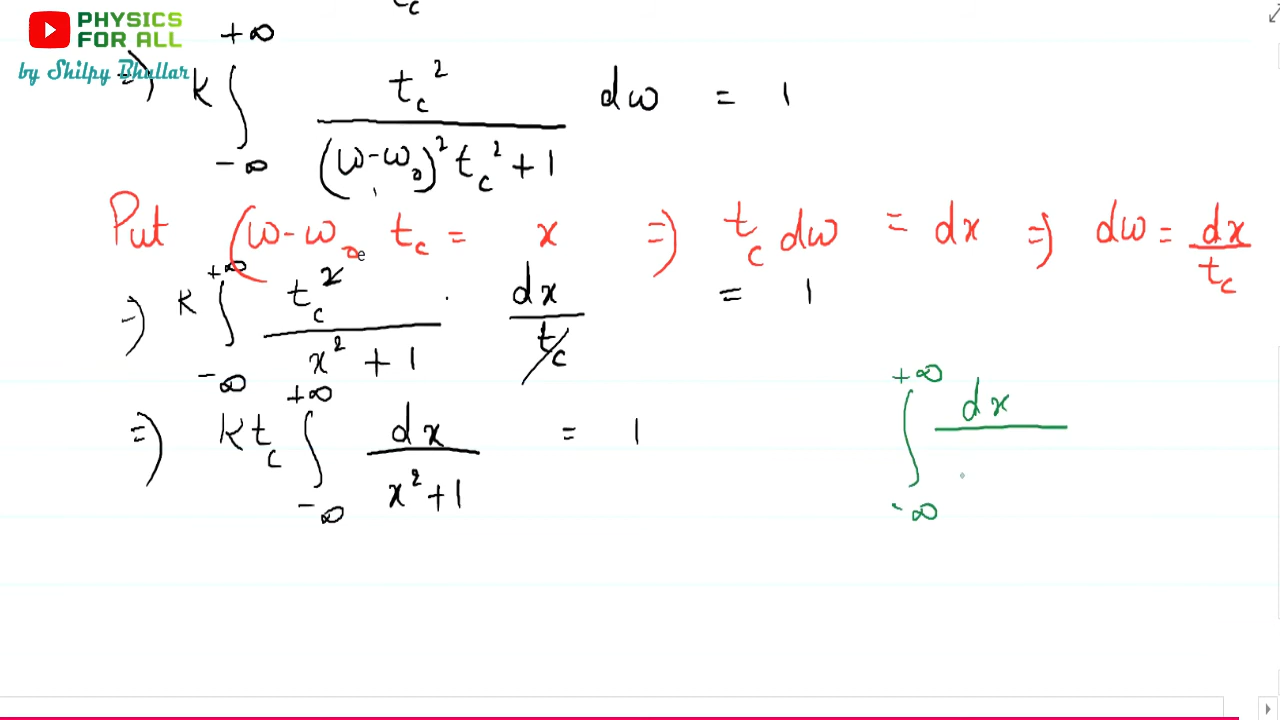 t_c
PHYSICS
FOR ALL
by Shilpy Bhullar
⇒ K ∫_{-∞}^{+∞} t_c² / ((ω-ω₀)² t_c² + 1) dω = 1
Put (ω-ω₀ t_c = x ⇒ t_c dω = dx ⇒ dω = dx / t_c
⇒ K ∫_{-∞}^{+∞} t_c² / (x² + 1) · dx / t_c = 1
⇒ K t_c ∫_{-∞}^{+∞} dx / (x² + 1) = 1
∫_{-∞}^{+∞} dx